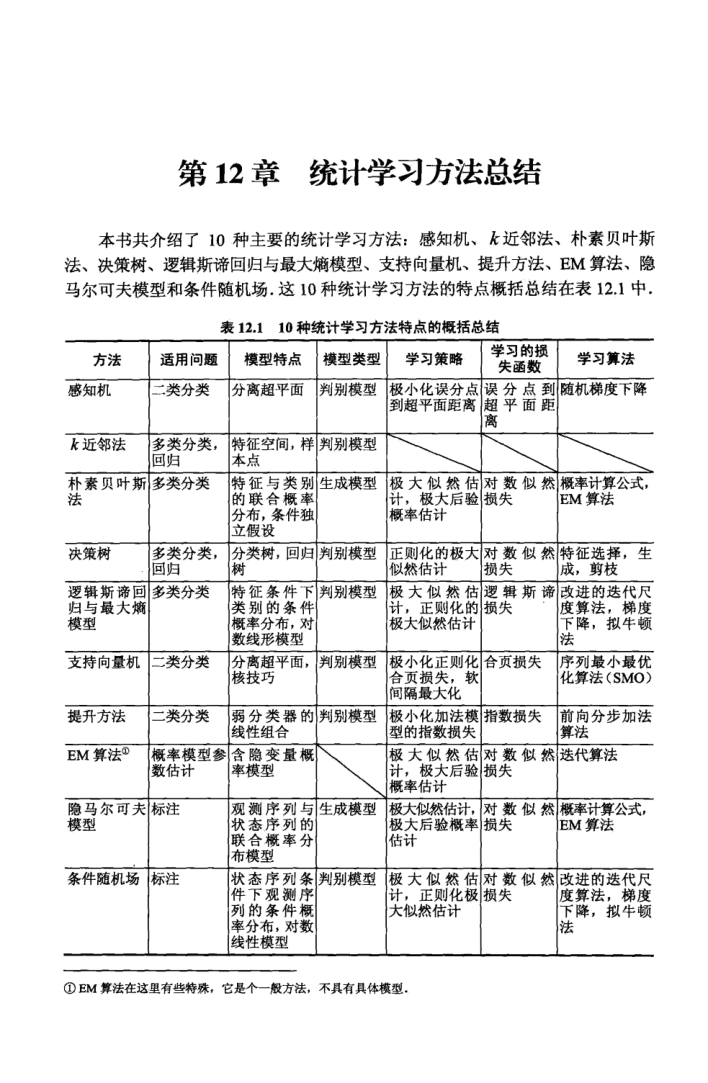 第 12 章　统计学习方法总结
本书共介绍了 10 种主要的统计学习方法：感知机、k近邻法、朴素贝叶斯
法、决策树、逻辑斯谛回归与最大熵模型、支持向量机、提升方法、EM 算法、隐
马尔可夫模型和条件随机场．这 10 种统计学习方法的特点概括总结在表 12.1 中．
表 12.1　10 种统计学习方法特点的概括总结
方法
适用问题
模型特点
模型类型
学习策略
学习的损
失函数
学习算法
感知机
二类分类
分离超平面
判别模型
极小化误分点
到超平面距离
误分点到
超平面距
离
随机梯度下降
k近邻法
多类分类，
回归
特征空间，样
本点
判别模型
朴素贝叶斯
法
多类分类
特征与类别
的联合概率
分布，条件独
立假设
生成模型
极大似然估
计，极大后验
概率估计
对数似然
损失
概率计算公式，
EM 算法
决策树
多类分类，
回归
分类树，回归
树
判别模型
正则化的极大
似然估计
对数似然
损失
特征选择，生
成，剪枝
逻辑斯谛回
归与最大熵
模型
多类分类
特征条件下
类别的条件
概率分布，对
数线形模型
判别模型
极大似然估
计，正则化的
极大似然估计
逻辑斯谛
损失
改进的迭代尺
度算法，梯度
下降，拟牛顿
法
支持向量机
二类分类
分离超平面，
核技巧
判别模型
极小化正则化
合页损失，软
间隔最大化
合页损失
序列最小最优
化算法（SMO）
提升方法
二类分类
弱分类器的
线性组合
判别模型
极小化加法模
型的指数损失
指数损失
前向分步加法
算法
EM 算法①
概率模型参
数估计
含隐变量概
率模型
极大似然估
计，极大后验
概率估计
对数似然
损失
迭代算法
隐马尔可夫
模型
标注
观测序列与
状态序列的
联合概率分
布模型
生成模型
极大似然估计，
极大后验概率
估计
对数似然
损失
概率计算公式，
EM 算法
条件随机场
标注
状态序列条
件下观测序
列的条件概
率分布，对数
线性模型
判别模型
极大似然估
计，正则化极
大似然估计
对数似然
损失
改进的迭代尺
度算法，梯度
下降，拟牛顿
法
① EM 算法在这里有些特殊，它是个一般方法，不具有具体模型．